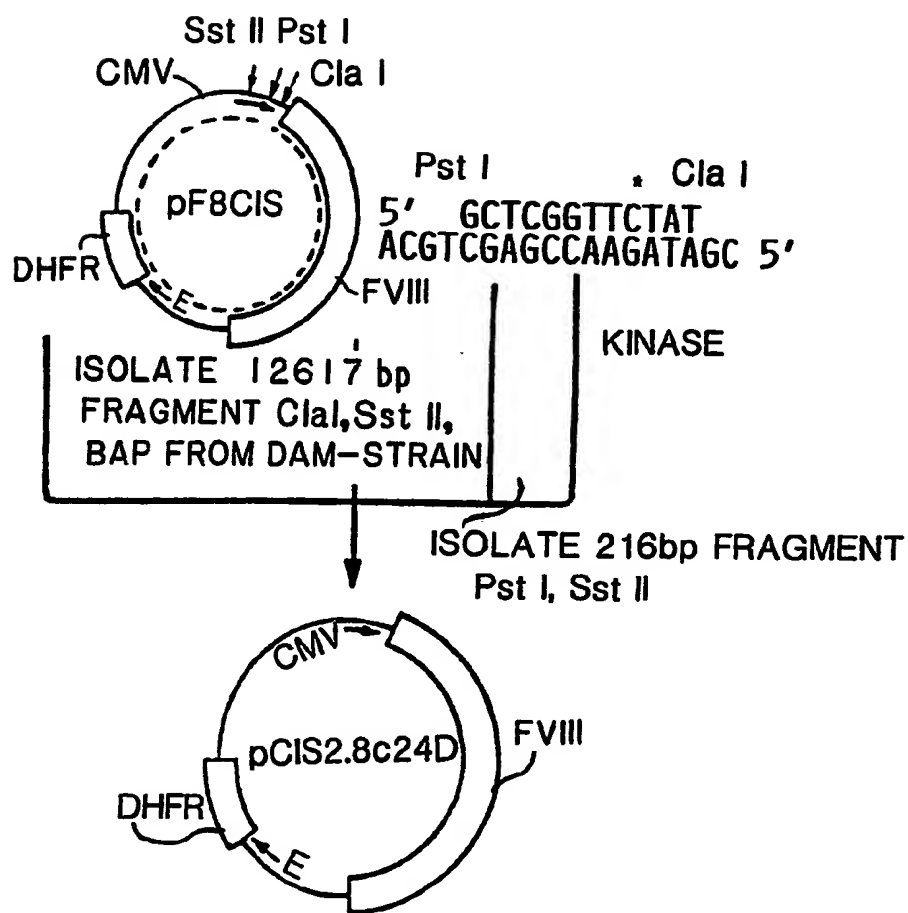 Sst II Pst I
CMV
Cla I
pF8CIS
DHFR
E
FVIII
Pst I
* Cla I
5' GCTCGGTTCTAT
ACGTCGAGCCAAGATAGC 5'
KINASE
ISOLATE 12617 bp
FRAGMENT ClaI, Sst II,
BAP FROM DAM-STRAIN
ISOLATE 216bp FRAGMENT
Pst I, Sst II
CMV
pCIS2.8c24D
FVIII
DHFR
E